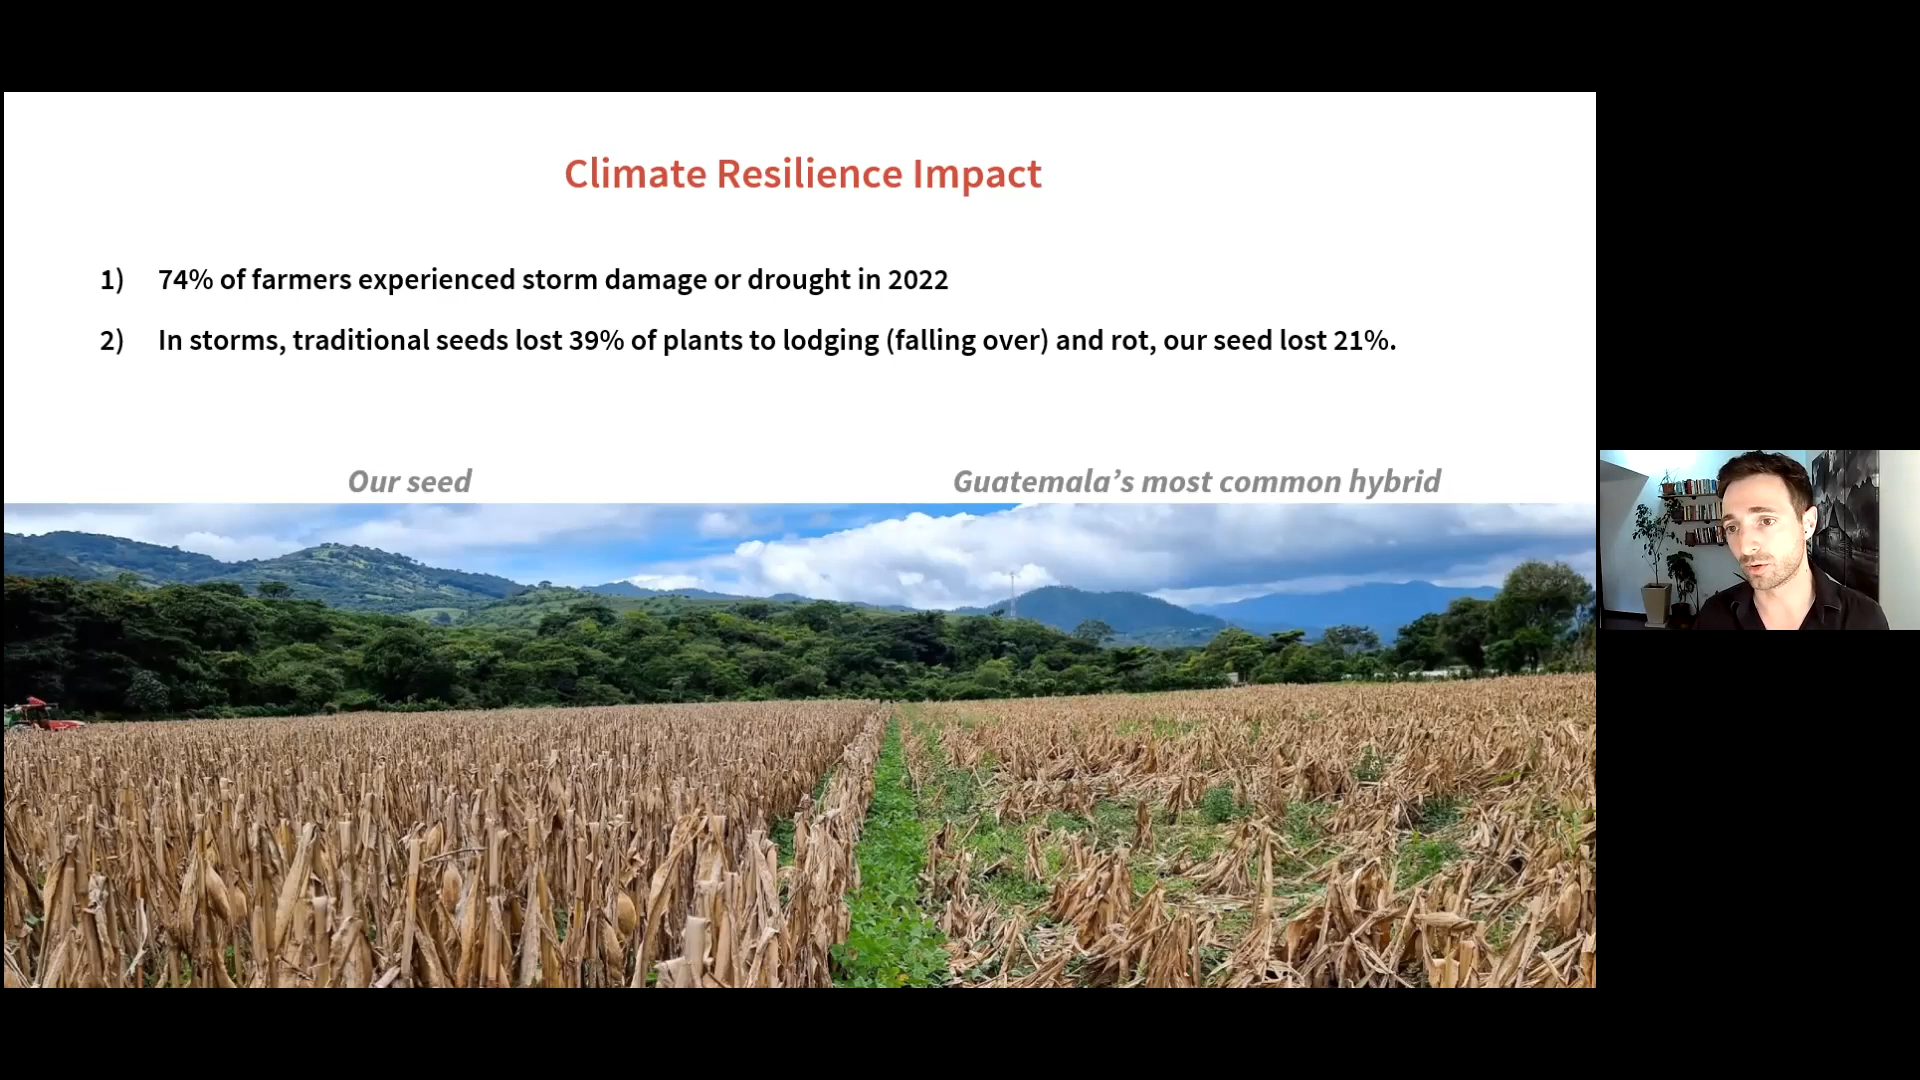 Climate Resilience Impact
1) 74% of farmers experienced storm damage or drought in 2022
2) In storms, traditional seeds lost 39% of plants to lodging (falling over) and rot, our seed lost 21%.
Our seed
Guatemala’s most common hybrid